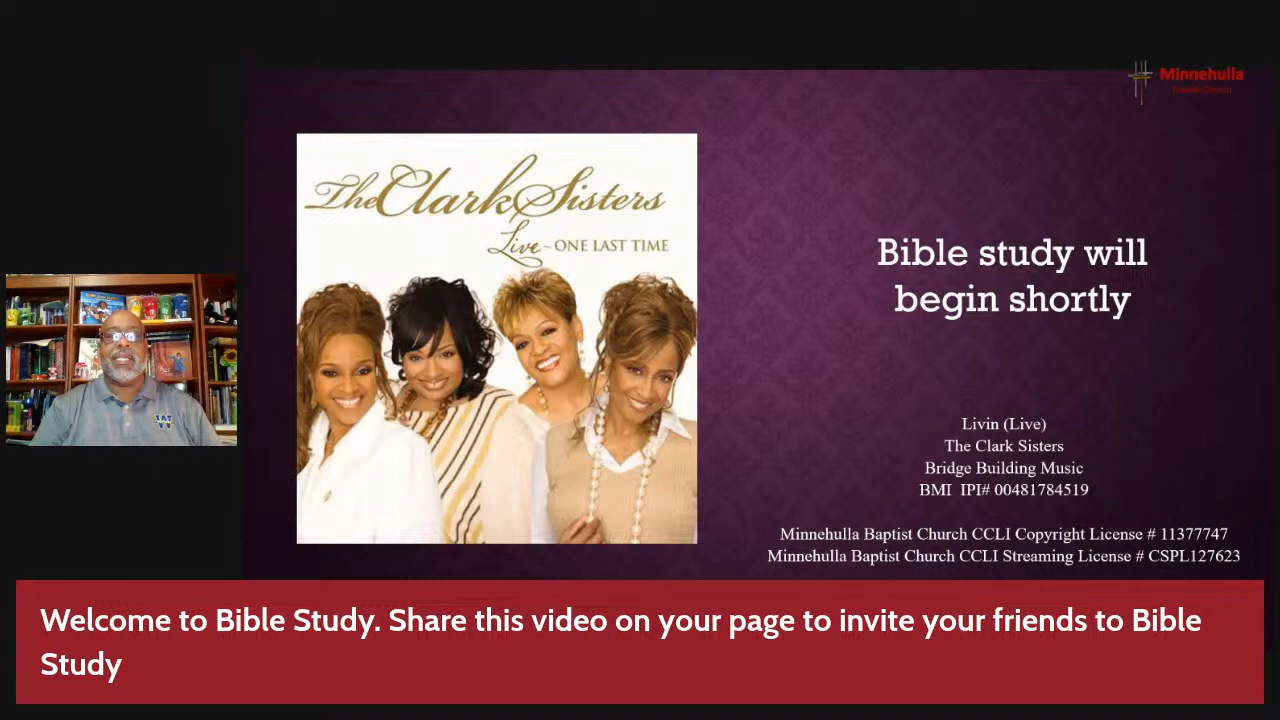 Minnehulla
The Clark Sisters
Live - ONE LAST TIME
Bible study will
begin shortly
Livin (Live)
The Clark Sisters
Bridge Building Music
BMI IPI# 00481784519
Minnehulla Baptist Church CCLI Copyright License # 11377747
Minnehulla Baptist Church CCLI Streaming License # CSPL127623
W
Welcome to Bible Study. Share this video on your page to invite your friends to Bible
Study